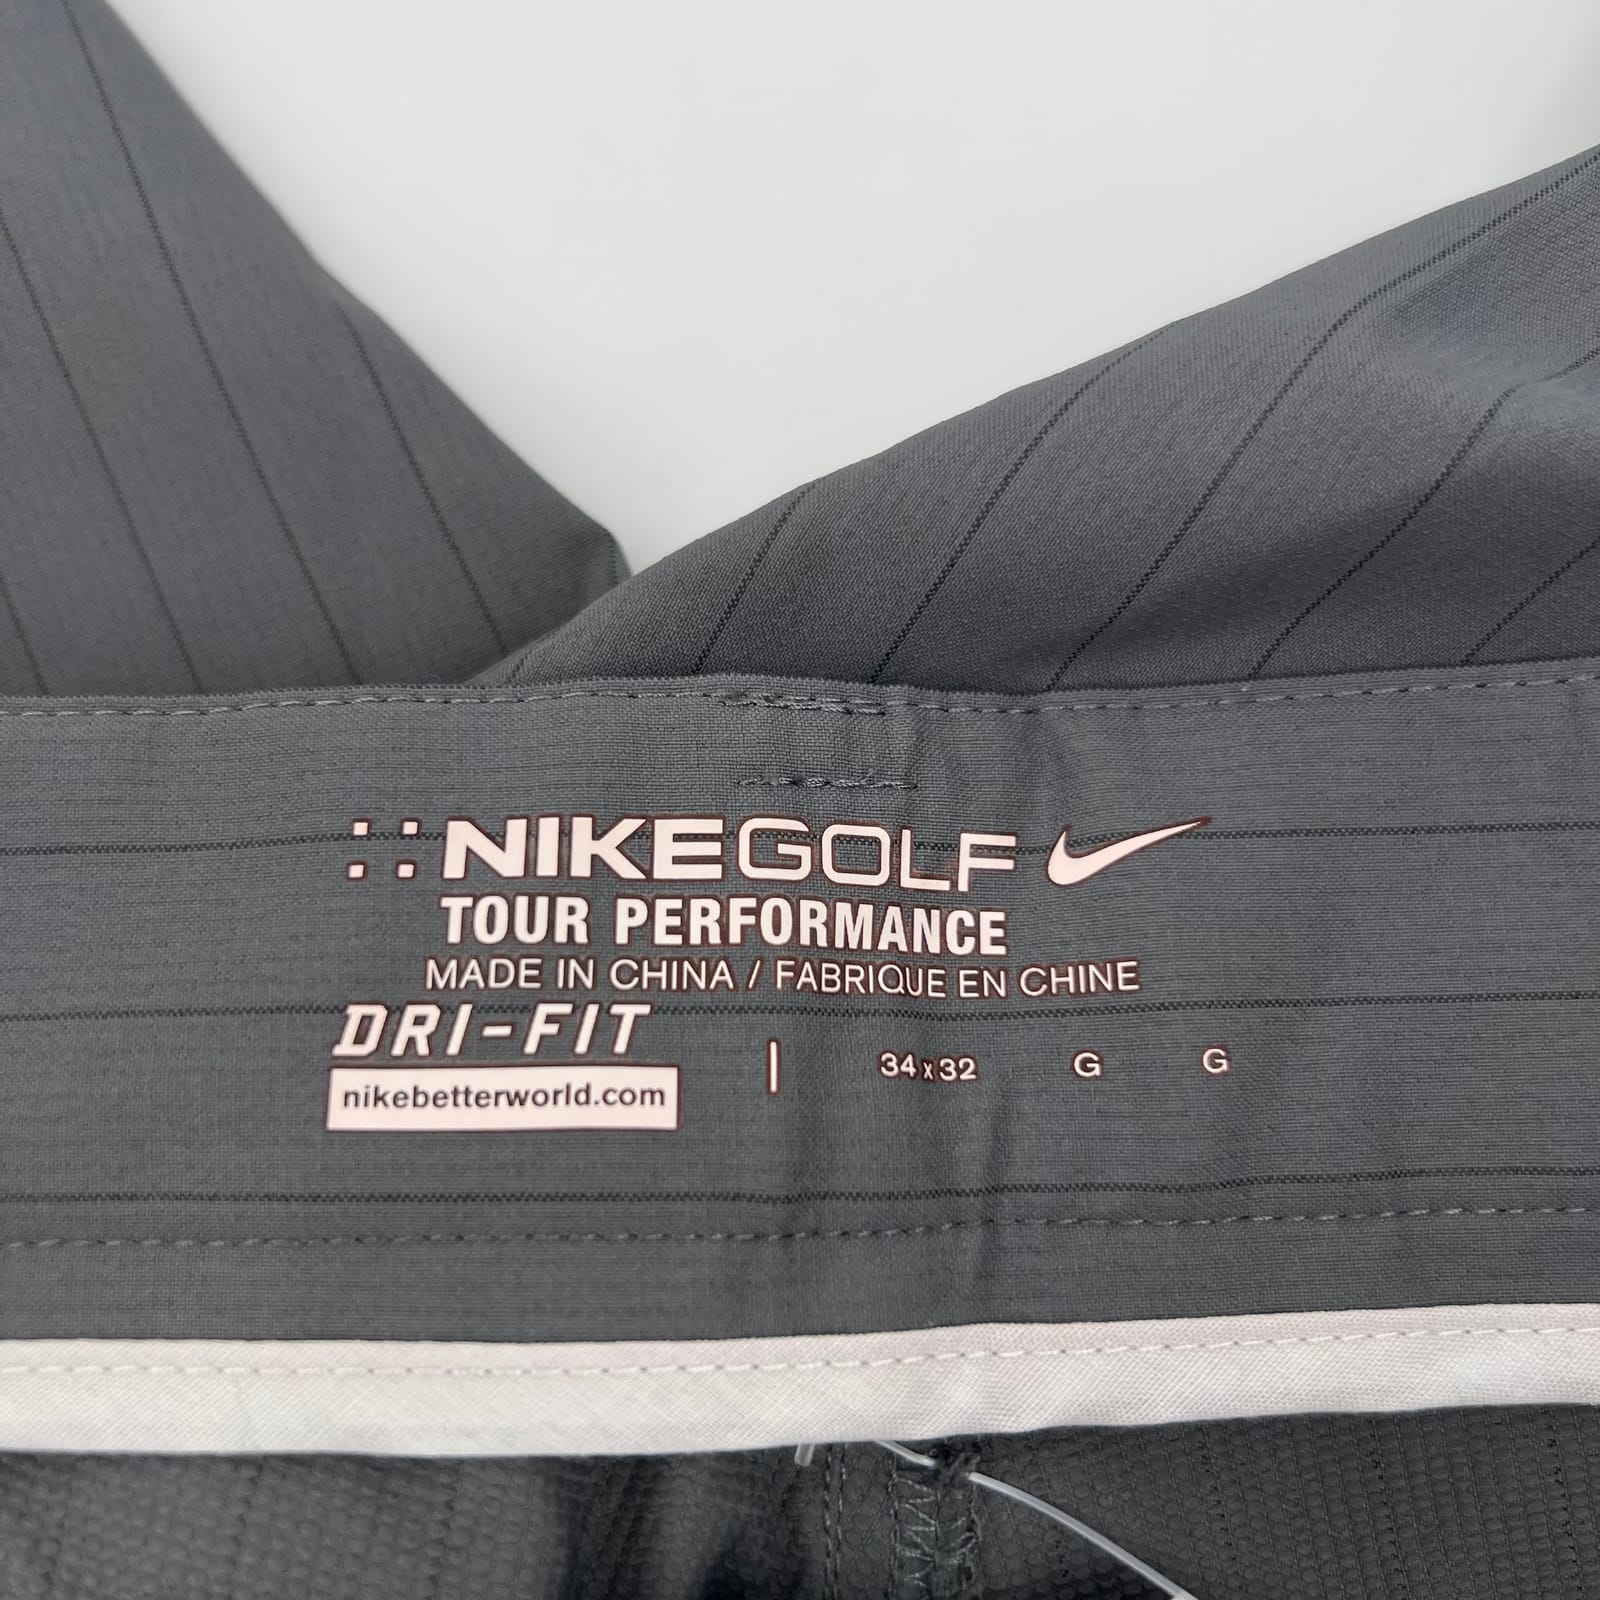 NIKEGOLF
TOUR PERFORMANCE
MADE IN CHINA / FABRIQUE EN CHINE
DRI-FIT
nikebetterworld.com
| 34 x 32 G G